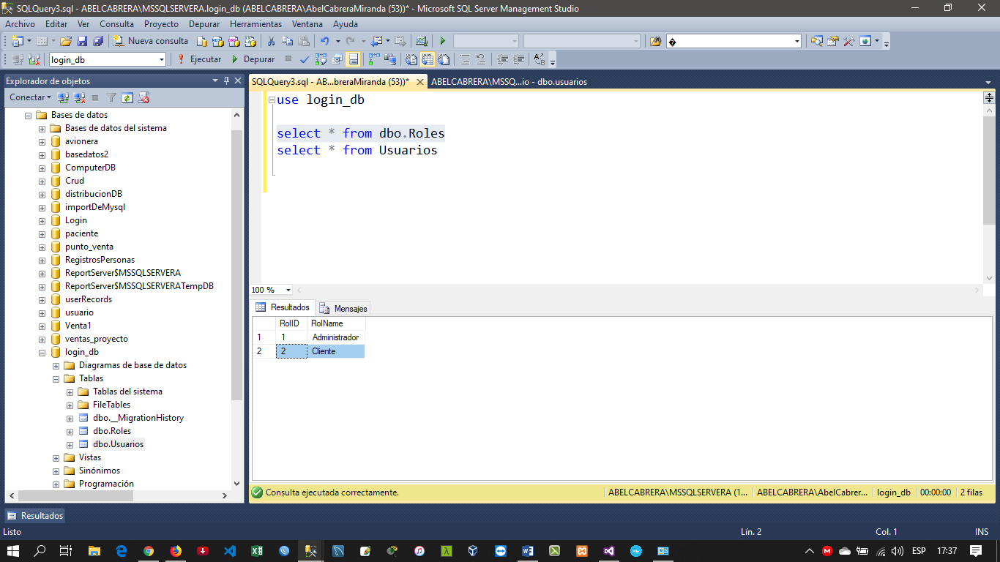 SQLQuery3.sql - ABELCABRERA\MSSQLSERVERA.login_db (ABELCABRERA\AbelCabreraMiranda (53))* - Microsoft SQL Server Management Studio
Archivo Editar Ver Consulta Proyecto Depurar Herramientas Ventana Ayuda
Nueva consulta
login_db Ejecutar Depurar
Explorador de objetos
Conectar
Bases de datos
Bases de datos del sistema
avionera
basedatos2
ComputerDB
Crud
distribucionDB
importDeMysql
Login
paciente
punto_venta
RegistrosPersonas
ReportServer$MSSQLSERVERA
ReportServer$MSSQLSERVERATempDB
userRecords
usuario
Venta1
ventas_proyecto
login_db
Diagramas de base de datos
Tablas
Tablas del sistema
FileTables
dbo.__MigrationHistory
dbo.Roles
dbo.Usuarios
Vistas
Sinónimos
Programación
SQLQuery3.sql - AB...breraMiranda (53))* ABELCABRERA\MSSQ...io - dbo.usuarios
use login_db
select * from dbo.Roles
select * from Usuarios
100 %
Resultados Mensajes
RolID RolName
1 1 Administrador
2 2 Cliente
Consulta ejecutada correctamente. ABELCABRERA\MSSQLSERVERA (1... ABELCABRERA\AbelCabrer... login_db 00:00:00 2 filas
Resultados
Listo Lín. 2 Col. 1 INS
ESP 17:37